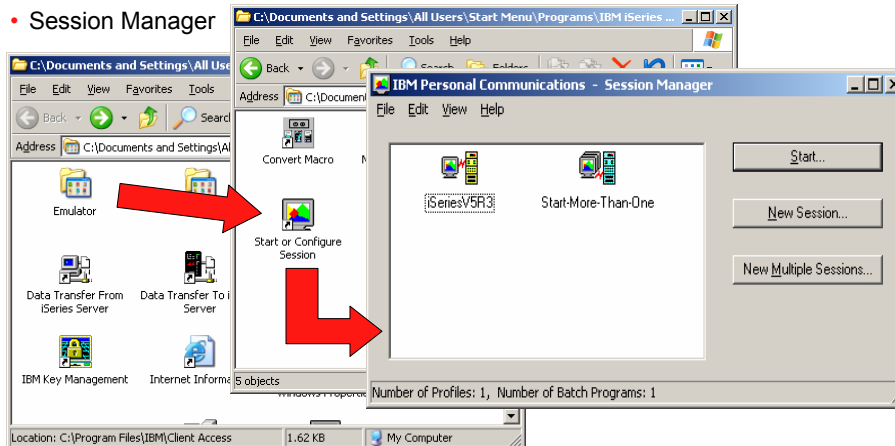 • Session Manager
C:\Documents and Settings\All Users\Start Menu\Programs\IBM iSeries ...
File Edit View Favorites Tools Help
Back Search Folders
Address C:\Documen
Convert Macro
Start or Configure
Session
5 objects
C:\Documents and Settings\All Use
File Edit View Favorites Tools
Back Searc
Address C:\Documents and Settings\Al
Emulator
Data Transfer From
iSeries Server
Data Transfer To i
Server
IBM Key Management
Internet Informa
Windows Properti
Location: C:\Program Files\IBM\Client Access 1.62 KB My Computer
IBM Personal Communications - Session Manager
File Edit View Help
iSeriesV5R3
Start-More-Than-One
Start...
New Session...
New Multiple Sessions...
Number of Profiles: 1, Number of Batch Programs: 1